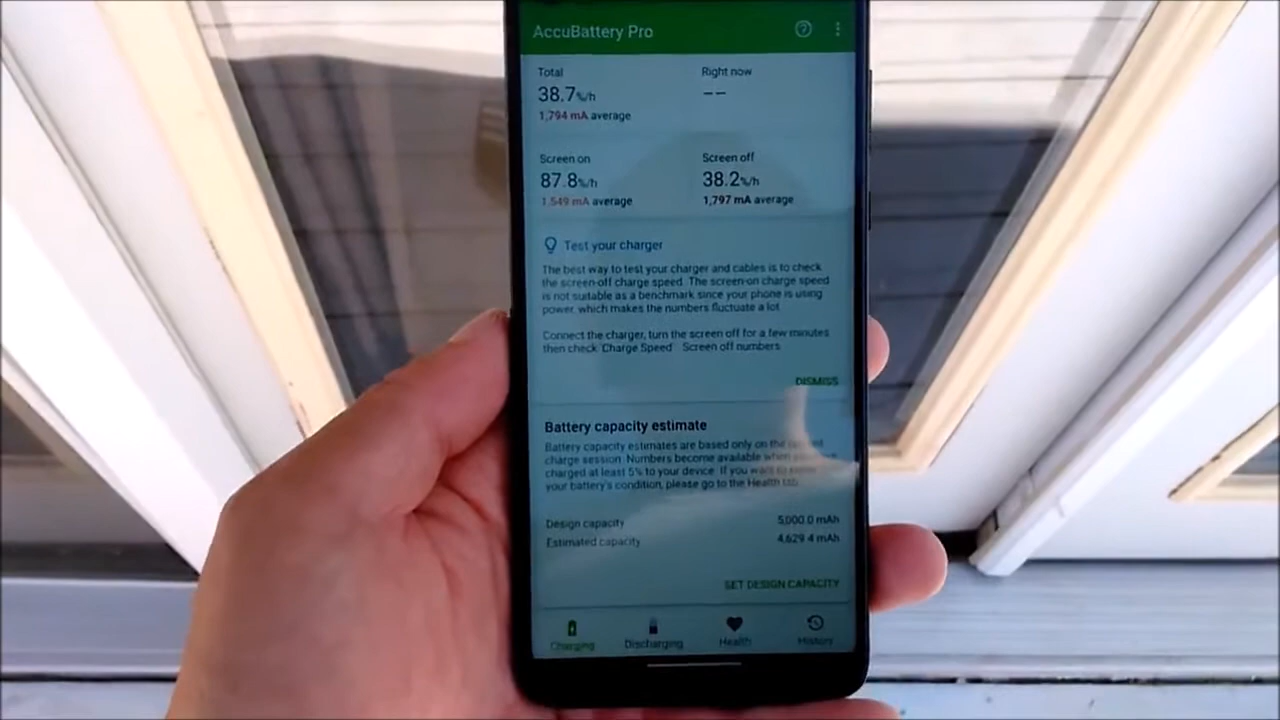 AccuBattery Pro
Total
Right now
38.7%/h
--
1,794 mA average
Screen on
Screen off
87.8%/h
38.2%/h
1,549 mA average
1,797 mA average
Test your charger
The best way to test your charger and cables is to check
the screen-off charge speed. The screen-on charge speed
is not suitable as a benchmark since your phone is using
power, which makes the numbers fluctuate a lot.
Connect the charger, turn the screen off for a few minutes
then check 'Charge Speed' Screen off numbers.
DISMISS
Battery capacity estimate
Battery capacity estimates are based only on the current
charge session. Numbers become available when
charged at least 5% to your device. If you want to
your battery's condition, please go to the Health tab.
Design capacity 5,000.0 mAh
Estimated capacity 4,629.4 mAh
SET DESIGN CAPACITY
Charging
Discharging
Health
History